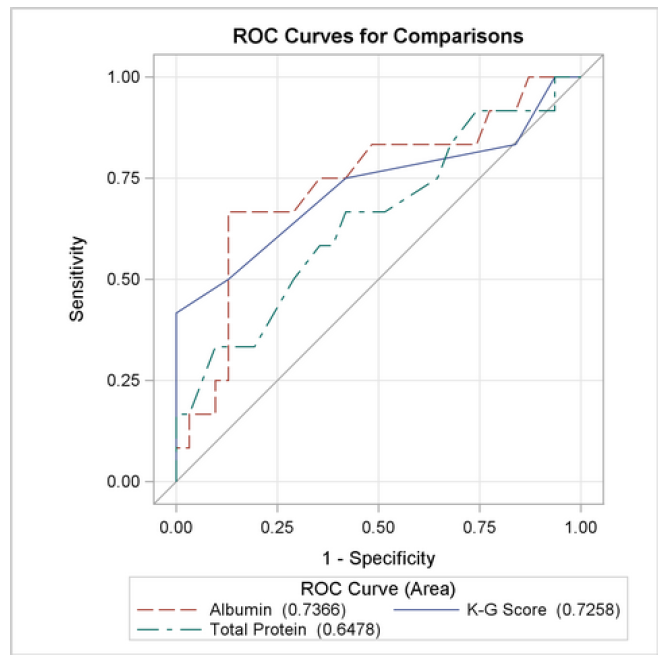 ROC Curves for Comparisons
1.00
0.75
0.50
0.25
0.00
Sensitivity
0.00 0.25 0.50 0.75 1.00
1 - Specificity
ROC Curve (Area)
Albumin (0.7366) K-G Score (0.7258)
Total Protein (0.6478)